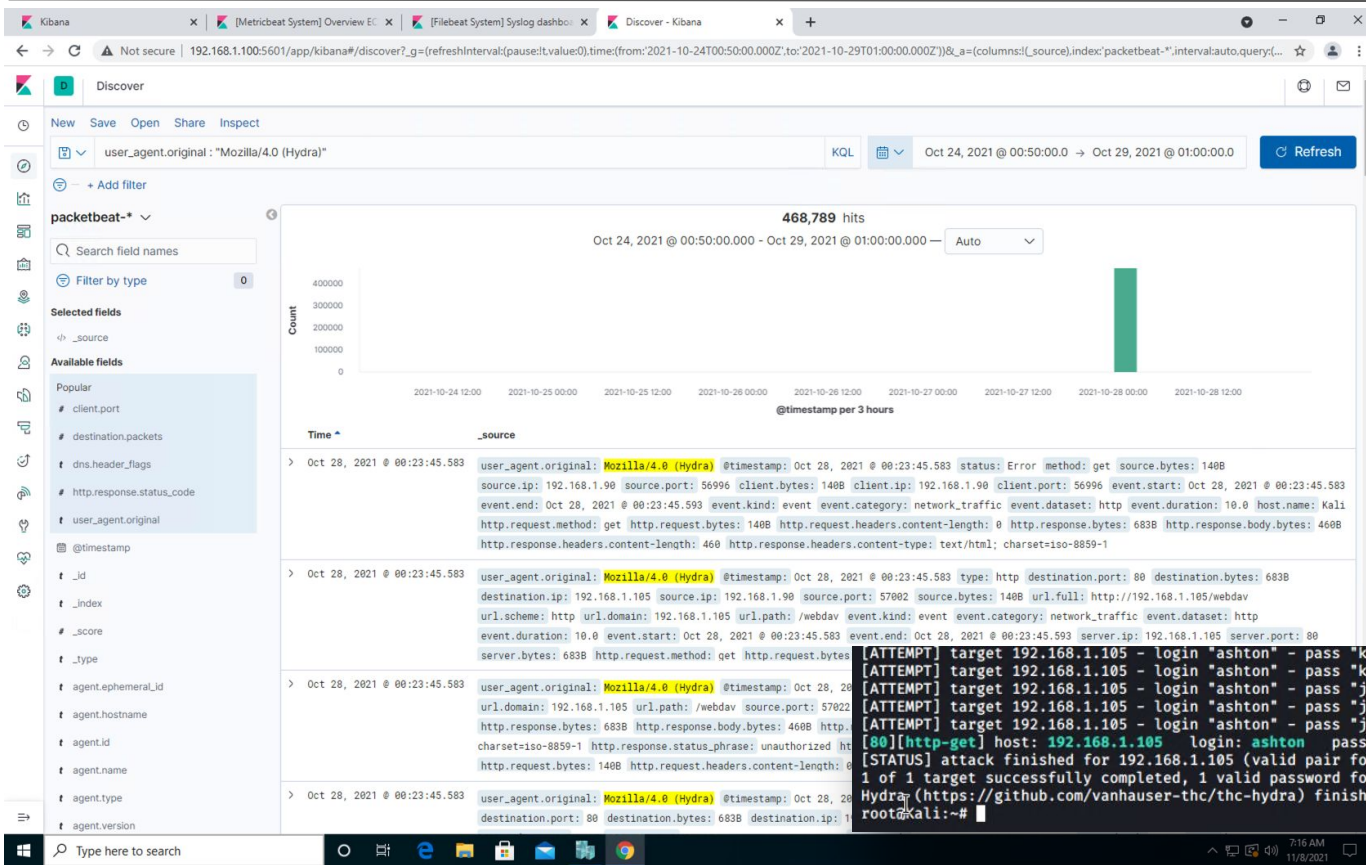 Kibana
[Metricbeat System] Overview EC
[Filebeat System] Syslog dashboa
Discover - Kibana
Not secure | 192.168.1.100:5601/app/kibana#/discover?_g=(refreshInterval:(pause:!t,value:0),time:(from:'2021-10-24T00:50:00.000Z',to:'2021-10-29T01:00:00.000Z'))&_a=(columns:!(_source),index:'packetbeat-*',interval:auto,query:(...
D Discover
New Save Open Share Inspect
user_agent.original : "Mozilla/4.0 (Hydra)" KQL Oct 24, 2021 @ 00:50:00.0 → Oct 29, 2021 @ 01:00:00.0 Refresh
+ Add filter
packetbeat-*
Search field names
Filter by type 0
Selected fields
_source
Available fields
Popular
# client.port
# destination.packets
t dns.header_flags
# http.response.status_code
t user_agent.original
@timestamp
t _id
t _index
# _score
t _type
t agent.ephemeral_id
t agent.hostname
t agent.id
t agent.name
t agent.type
t agent.version
468,789 hits
Oct 24, 2021 @ 00:50:00.000 - Oct 29, 2021 @ 01:00:00.000 — Auto
Count
400000
300000
200000
100000
0
2021-10-24 12:00 2021-10-25 00:00 2021-10-25 12:00 2021-10-26 00:00 2021-10-26 12:00 2021-10-27 00:00 2021-10-27 12:00 2021-10-28 00:00 2021-10-28 12:00
@timestamp per 3 hours
Time _source
Oct 28, 2021 @ 00:23:45.583 user_agent.original: Mozilla/4.0 (Hydra) @timestamp: Oct 28, 2021 @ 00:23:45.583 status: Error method: get source.bytes: 140B
source.ip: 192.168.1.90 source.port: 56996 client.bytes: 140B client.ip: 192.168.1.90 client.port: 56996 event.start: Oct 28, 2021 @ 00:23:45.583
event.end: Oct 28, 2021 @ 00:23:45.593 event.kind: event event.category: network_traffic event.dataset: http event.duration: 10.0 host.name: Kali
http.request.method: get http.request.bytes: 140B http.request.headers.content-length: 0 http.response.bytes: 683B http.response.body.bytes: 460B
http.response.headers.content-length: 460 http.response.headers.content-type: text/html; charset=iso-8859-1
Oct 28, 2021 @ 00:23:45.583 user_agent.original: Mozilla/4.0 (Hydra) @timestamp: Oct 28, 2021 @ 00:23:45.583 type: http destination.port: 80 destination.bytes: 683B
destination.ip: 192.168.1.105 source.ip: 192.168.1.90 source.port: 57002 source.bytes: 140B url.full: http://192.168.1.105/webdav
url.scheme: http url.domain: 192.168.1.105 url.path: /webdav event.kind: event event.category: network_traffic event.dataset: http
event.duration: 10.0 event.start: Oct 28, 2021 @ 00:23:45.583 event.end: Oct 28, 2021 @ 00:23:45.593 server.ip: 192.168.1.105 server.port: 80
server.bytes: 683B http.request.method: get http.request.bytes
Oct 28, 2021 @ 00:23:45.583 user_agent.original: Mozilla/4.0 (Hydra) @timestamp: Oct 28, 20
url.domain: 192.168.1.105 url.path: /webdav source.port: 57022
http.response.bytes: 683B http.response.body.bytes: 460B http.
charset=iso-8859-1 http.response.status_phrase: unauthorized ht
http.request.bytes: 140B http.request.headers.content-length: 0
Oct 28, 2021 @ 00:23:45.583 user_agent.original: Mozilla/4.0 (Hydra) @timestamp: Oct 28, 20
destination.port: 80 destination.bytes: 683B destination.ip: 1
[ATTEMPT] target 192.168.1.105 - login "ashton" - pass "k
[ATTEMPT] target 192.168.1.105 - login "ashton" - pass "k
[ATTEMPT] target 192.168.1.105 - login "ashton" - pass "j
[ATTEMPT] target 192.168.1.105 - login "ashton" - pass "j
[ATTEMPT] target 192.168.1.105 - login "ashton" - pass "j
[80][http-get] host: 192.168.1.105 login: ashton pass
[STATUS] attack finished for 192.168.1.105 (valid pair fo
1 of 1 target successfully completed, 1 valid password fo
Hydra (https://github.com/vanhauser-thc/thc-hydra) finish
root@Kali:~#
Type here to search
7:16 AM
11/8/2021